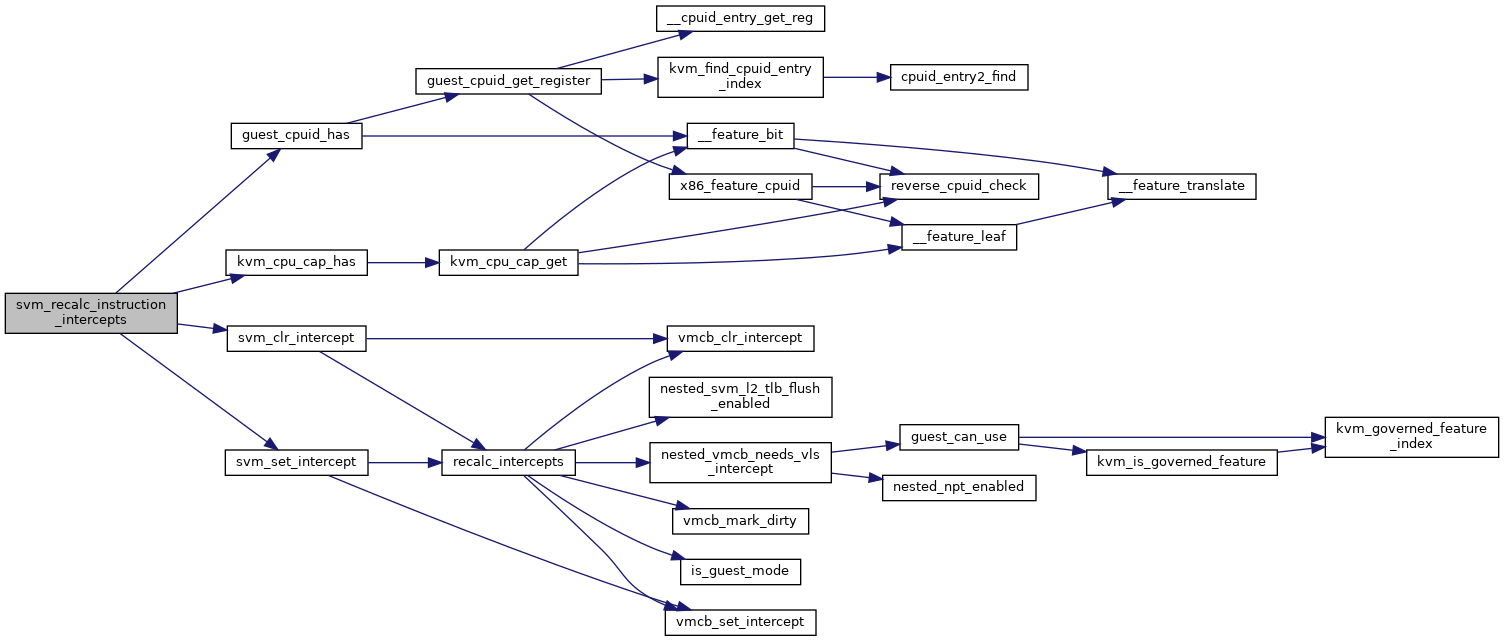 svm_recalc_instruction
_intercepts
guest_cpuid_has
guest_cpuid_get_register
__cpuid_entry_get_reg
kvm_find_cpuid_entry
_index
cpuid_entry2_find
__feature_bit
x86_feature_cpuid
reverse_cpuid_check
__feature_translate
__feature_leaf
kvm_cpu_cap_has
kvm_cpu_cap_get
svm_clr_intercept
vmcb_clr_intercept
svm_set_intercept
recalc_intercepts
nested_svm_l2_tlb_flush
_enabled
nested_vmcb_needs_vls
_intercept
guest_can_use
kvm_is_governed_feature
kvm_governed_feature
_index
nested_npt_enabled
vmcb_mark_dirty
is_guest_mode
vmcb_set_intercept